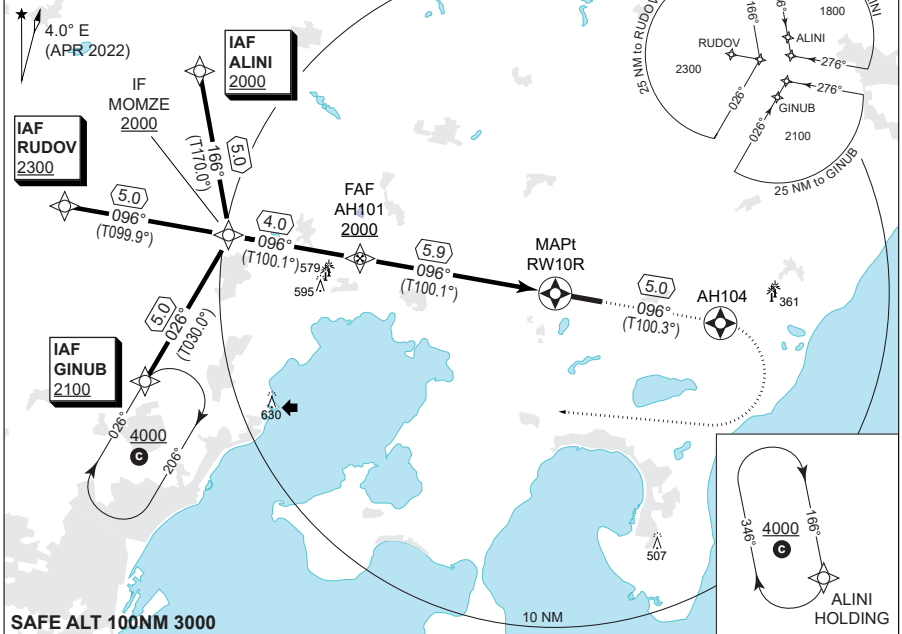 4.0° E
(APR 2022)
IAF
ALINI
2000
IF
MOMZE
2000
IAF
RUDOV
2300
5.0
166°
(T170.0°)
5.0
096°
(T099.9°)
4.0
096°
(T100.1°)
FAF
AH101
2000
579
595
5.9
096°
(T100.1°)
MAPt
RW10R
5.0
096°
(T100.3°)
AH104
361
5.0
026°
(T030.0°)
IAF
GINUB
2100
026°
4000
C
206°
630
507
10 NM
25 NM to RUDOV
166°
1800
ALINI
RUDOV
2300
276°
026°
276°
GINUB
026°
2100
25 NM to GINUB
346°
4000
C
166°
ALINI
HOLDING
SAFE ALT 100NM 3000